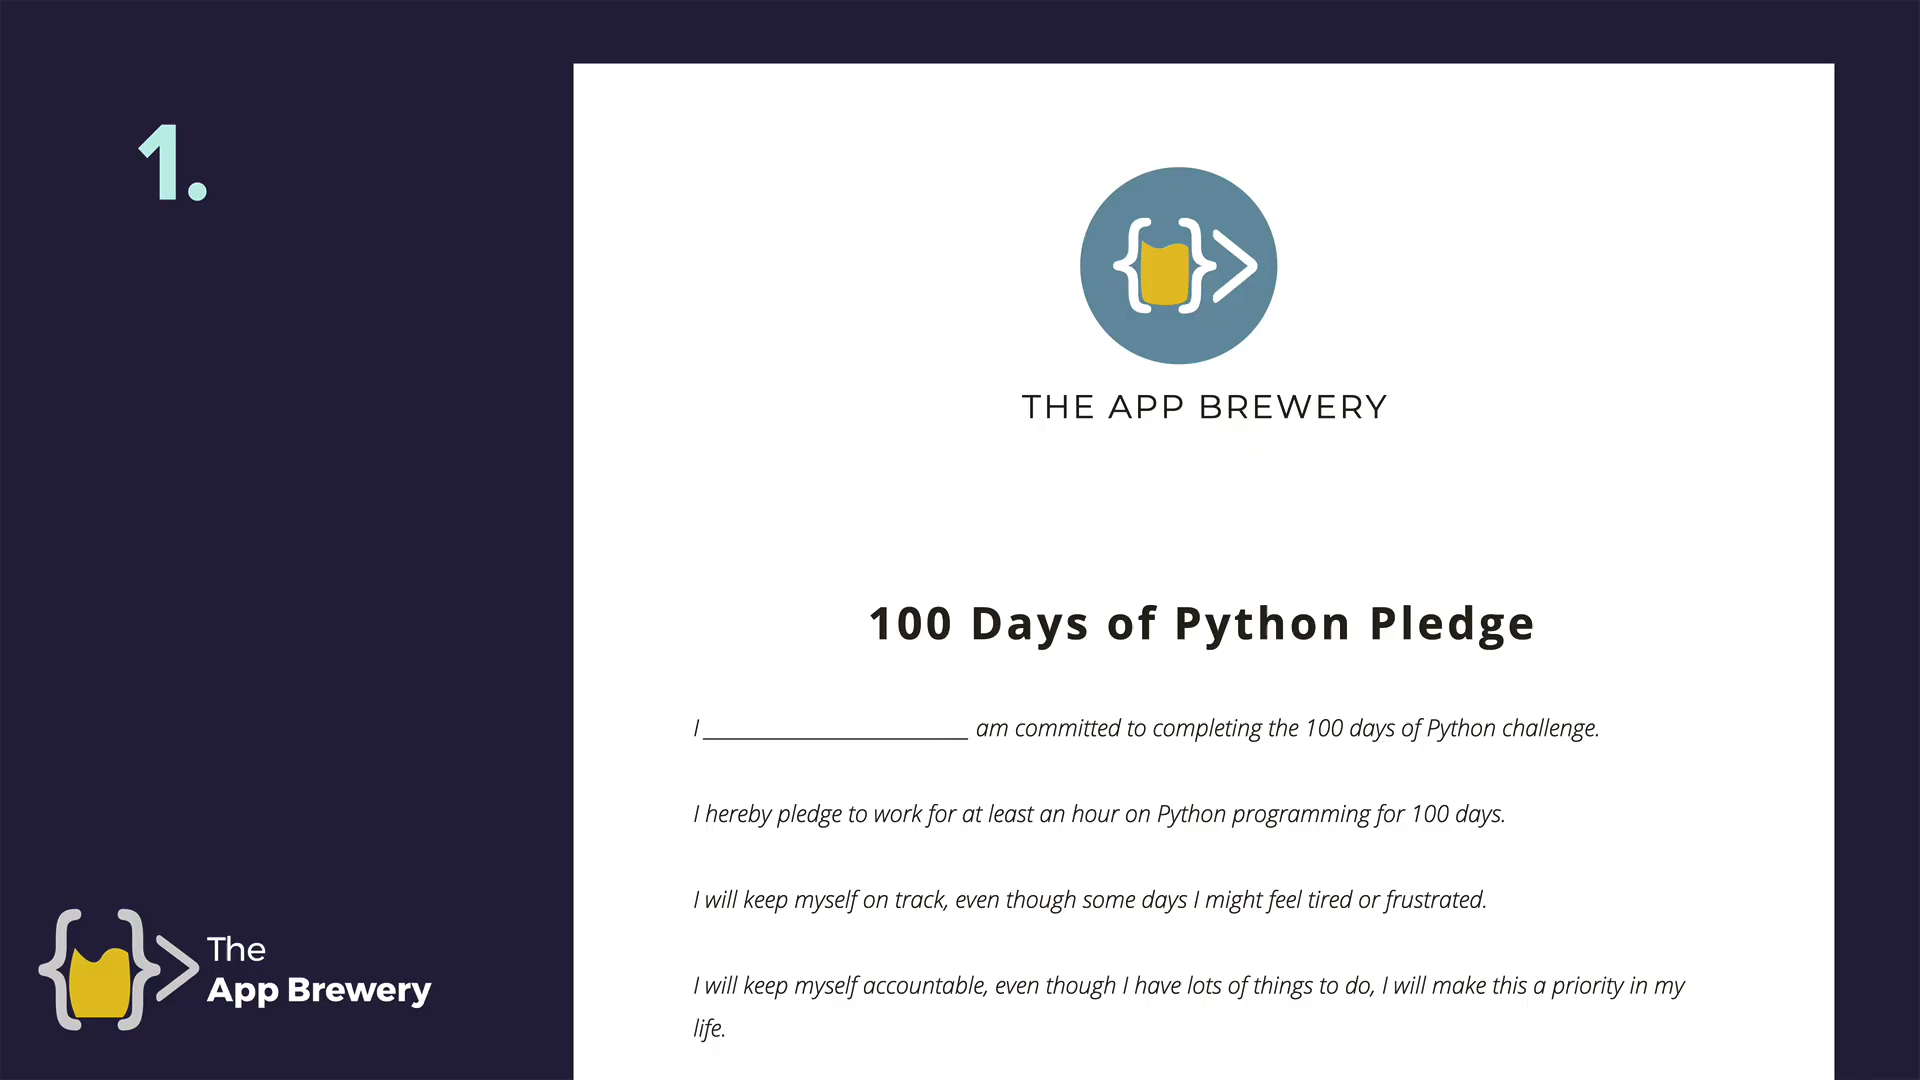 1.
THE APP BREWERY
100 Days of Python Pledge
I ______________________ am committed to completing the 100 days of Python challenge.
I hereby pledge to work for at least an hour on Python programming for 100 days.
I will keep myself on track, even though some days I might feel tired or frustrated.
I will keep myself accountable, even though I have lots of things to do, I will make this a priority in my
life.
The
App Brewery